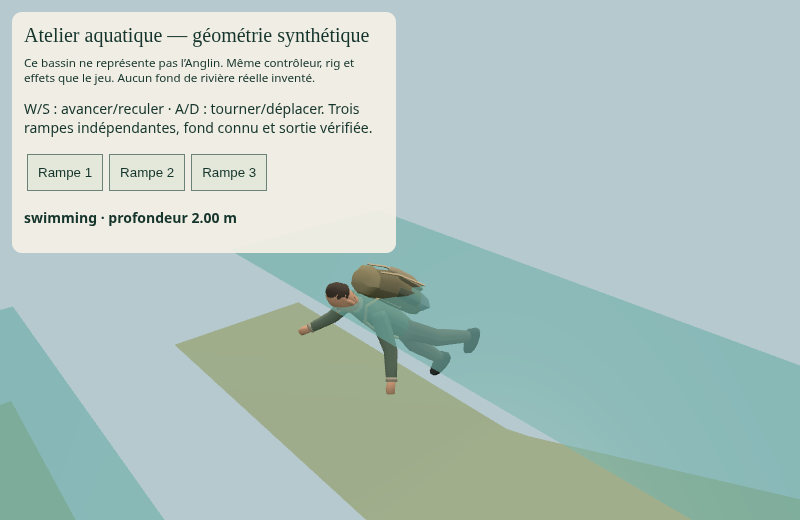 Atelier aquatique — géométrie synthétique
Ce bassin ne représente pas l’Anglin. Même contrôleur, rig et
effets que le jeu. Aucun fond de rivière réelle inventé.
W/S : avancer/reculer · A/D : tourner/déplacer. Trois
rampes indépendantes, fond connu et sortie vérifiée.
Rampe 1 Rampe 2 Rampe 3
swimming · profondeur 2.00 m